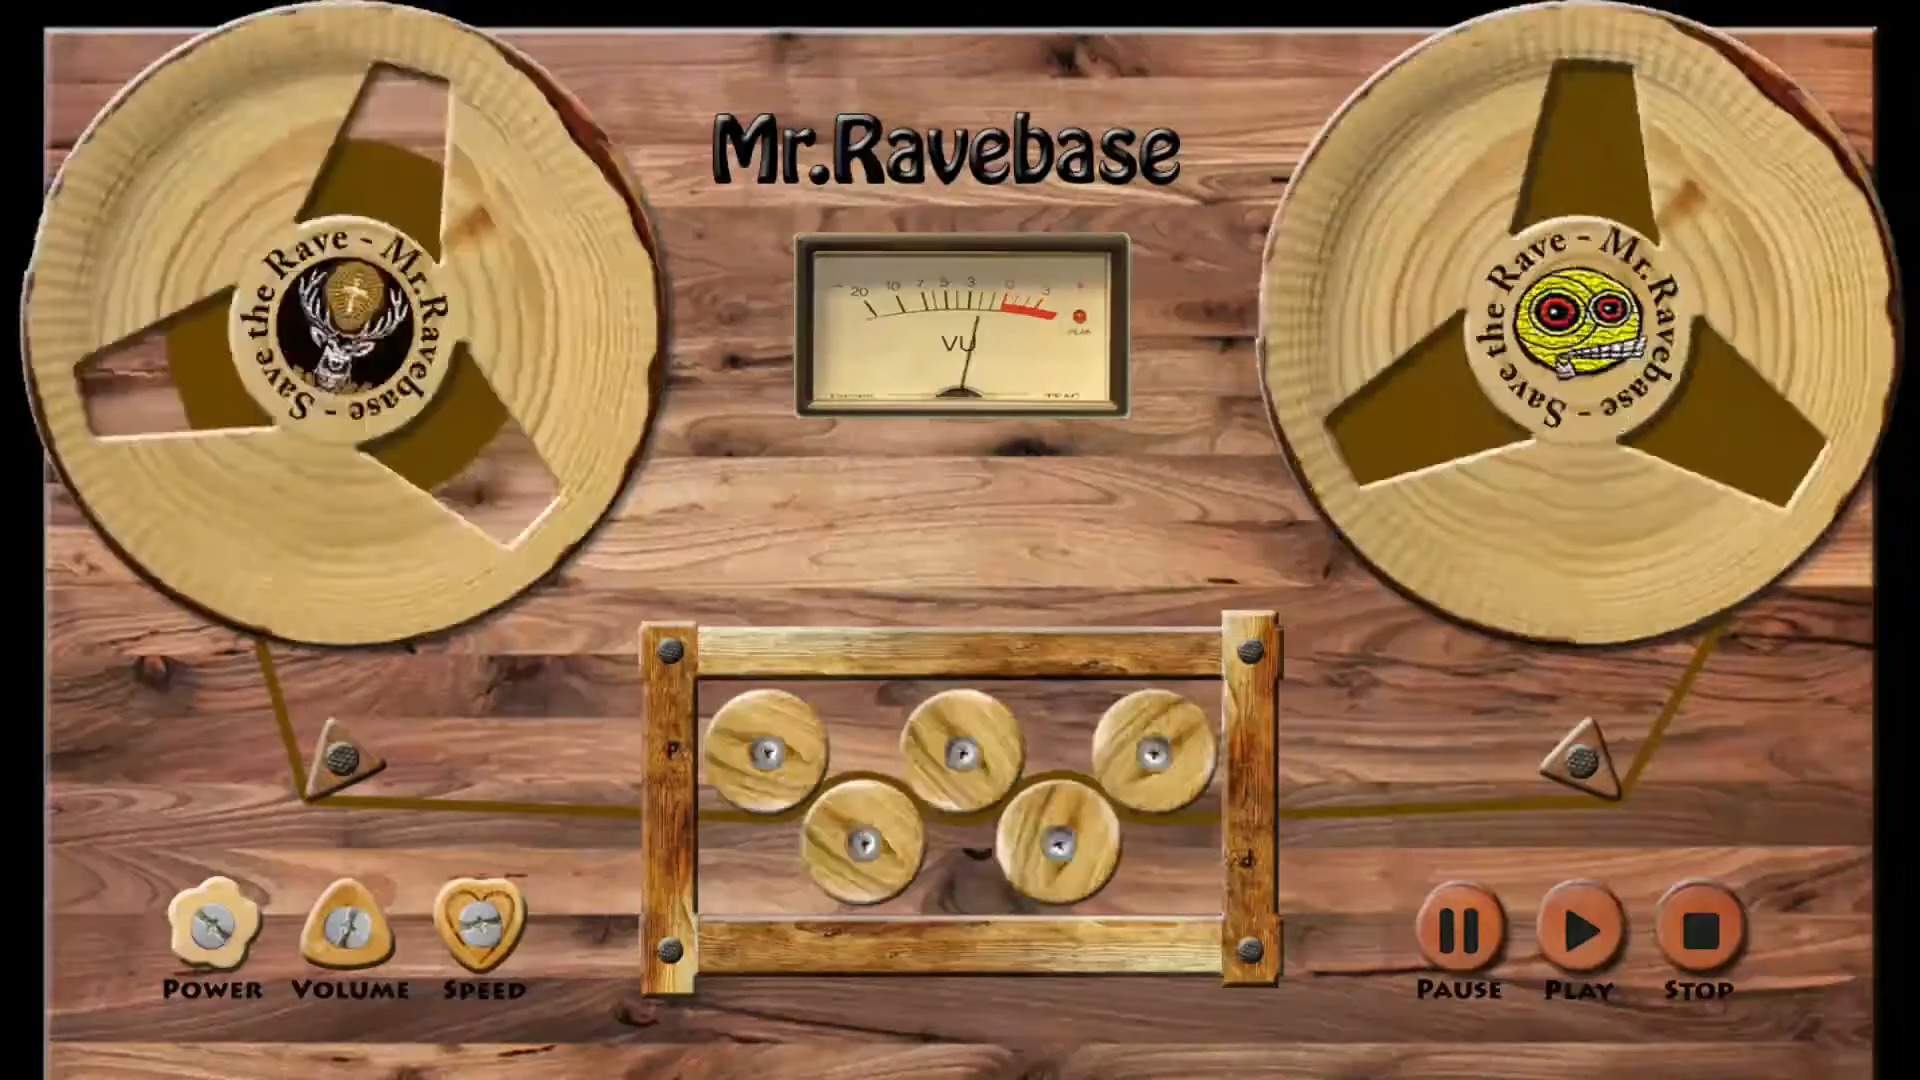 Mr.Ravebase
Save the Rave - Mr.Ravebase -
Save the Rave - Mr.Ravebase -
20 10 7 5 3 0 3
VU
PEAK
TEAC
POWER VOLUME SPEED
PAUSE PLAY STOP